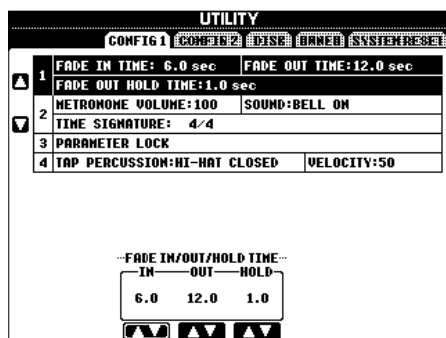 UTILITY
CONFIG 1 CONFIG 2 DISK OWNER SYSTEM RESET
1 FADE IN TIME: 6.0 sec FADE OUT TIME:12.0 sec
FADE OUT HOLD TIME:1.0 sec
2 METRONOME VOLUME:100 SOUND:BELL ON
TIME SIGNATURE: 4/4
3 PARAMETER LOCK
4 TAP PERCUSSION:HI-HAT CLOSED VELOCITY:50
FADE IN/OUT/HOLD TIME
IN OUT HOLD
6.0 12.0 1.0